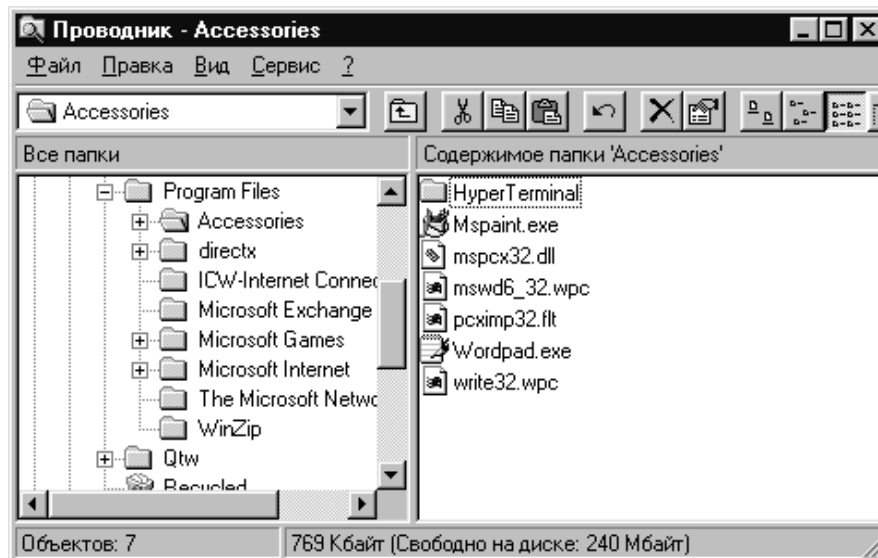 Проводник - Accessories
Файл Правка Вид Сервис ?
Accessories
Все папки
Содержимое папки 'Accessories'
Program Files
Accessories
directx
ICW-Internet Connec
Microsoft Exchange
Microsoft Games
Microsoft Internet
The Microsoft Netwo
WinZip
Qtw
Recycled
HyperTerminal
Mspaint.exe
mspcx32.dll
mswd6_32.wpc
pcximp32.flt
Wordpad.exe
write32.wpc
Объектов: 7
769 Кбайт (Свободно на диске: 240 Мбайт)